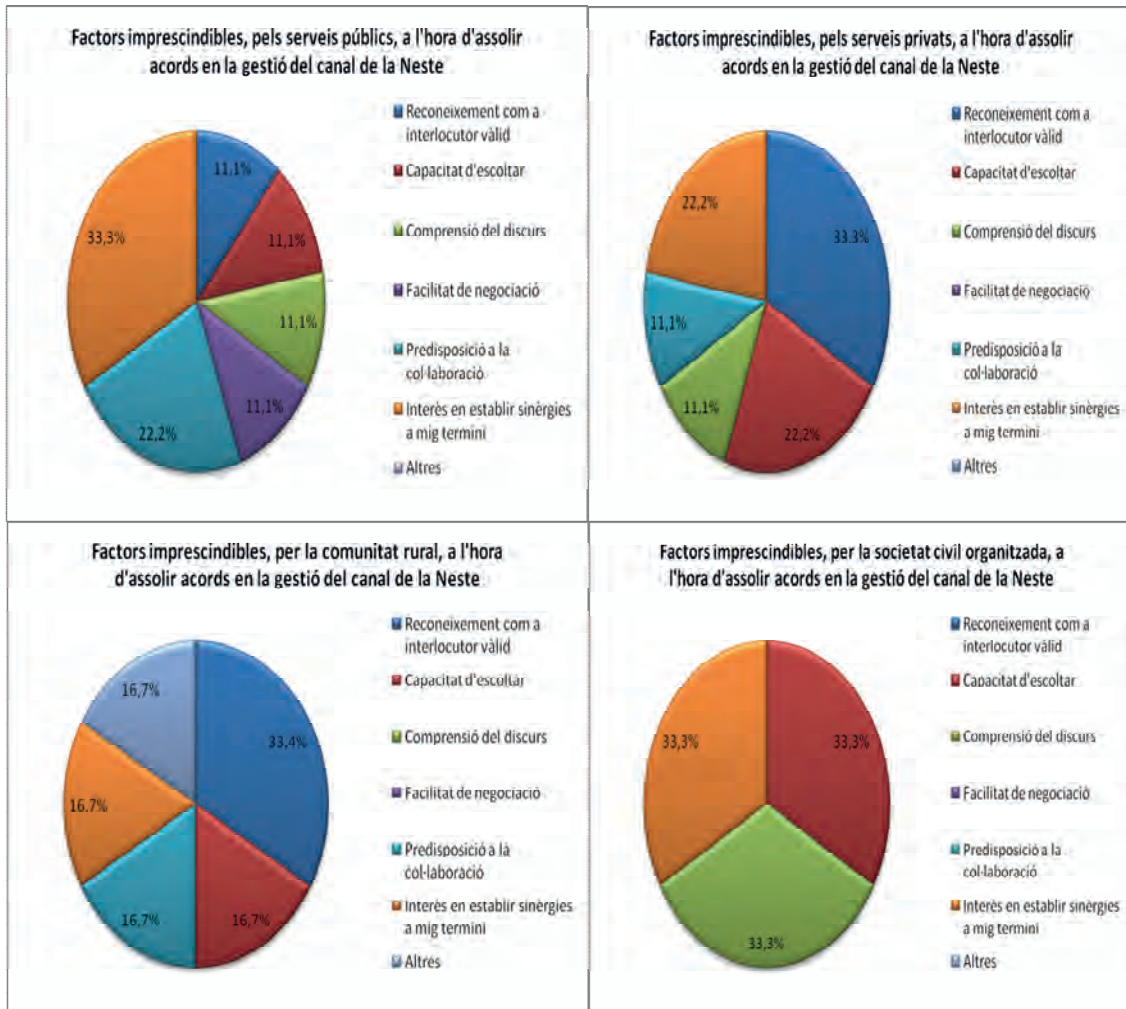 Factors imprescindibles, pels serveis públics, a l'hora d'assolir
acords en la gestió del canal de la Neste
Reconeixement com a
interlocutor vàlid
Capacitat d'escoltar
Comprensió del discurs
Facilitat de negociació
Predisposició a la
col·laboració
Interès en establir sinèrgies
a mig termini
Altres
11,1%
11,1%
11,1%
11,1%
22,2%
33,3%
Factors imprescindibles, pels serveis privats, a l'hora d'assolir
acords en la gestió del canal de la Neste
Reconeixement com a
interlocutor vàlid
Capacitat d'escoltar
Comprensió del discurs
Facilitat de negociació
Predisposició a la
col·laboració
Interès en establir sinèrgies
a mig termini
Altres
33.3%
22,2%
11,1%
11,1%
22,2%
Factors imprescindibles, per la comunitat rural, a l'hora
d'assolir acords en la gestió del canal de la Neste
Reconeixement com a
interlocutor vàlid
Capacitat d'escoltar
Comprensió del discurs
Facilitat de negociació
Predisposició a la
col·laboració
Interès en establir sinèrgies
a mig termini
Altres
33,4%
16,7%
16,7%
16.7%
16,7%
Factors imprescindibles, per la societat civil organitzada, a
l'hora d'assolir acords en la gestió del canal de la Neste
Reconeixement com a
interlocutor vàlid
Capacitat d'escoltar
Comprensió del discurs
Facilitat de negociació
Predisposició a la
col·laboració
Interès en establir sinèrgies
a mig termini
Altres
33,3%
33,3%
33,3%